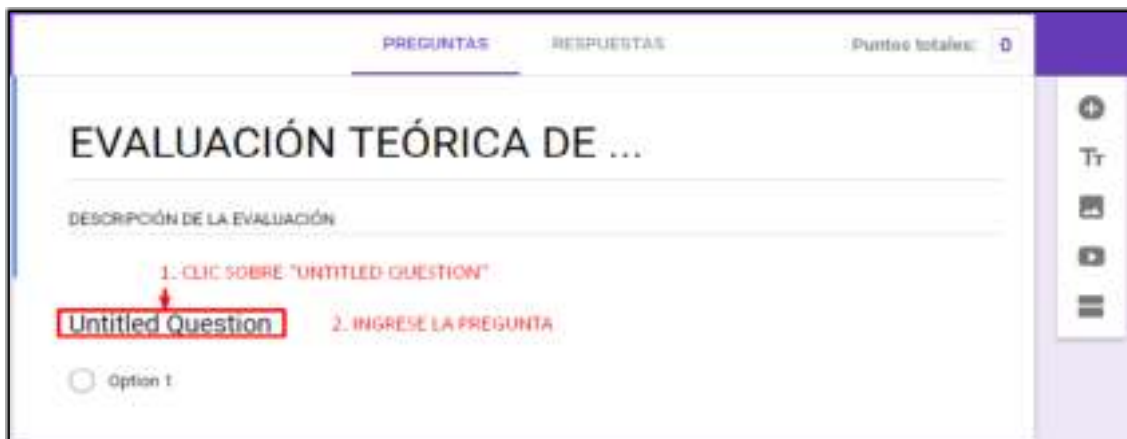 PREGUNTAS RESPUESTAS Puntos totales: 0
EVALUACIÓN TEÓRICA DE ...
Tт
DESCRIPCIÓN DE LA EVALUACIÓN
1. CLIC SOBRE "UNTITLED QUESTION"
Untitled Question 2. INGRESE LA PREGUNTA
Option 1